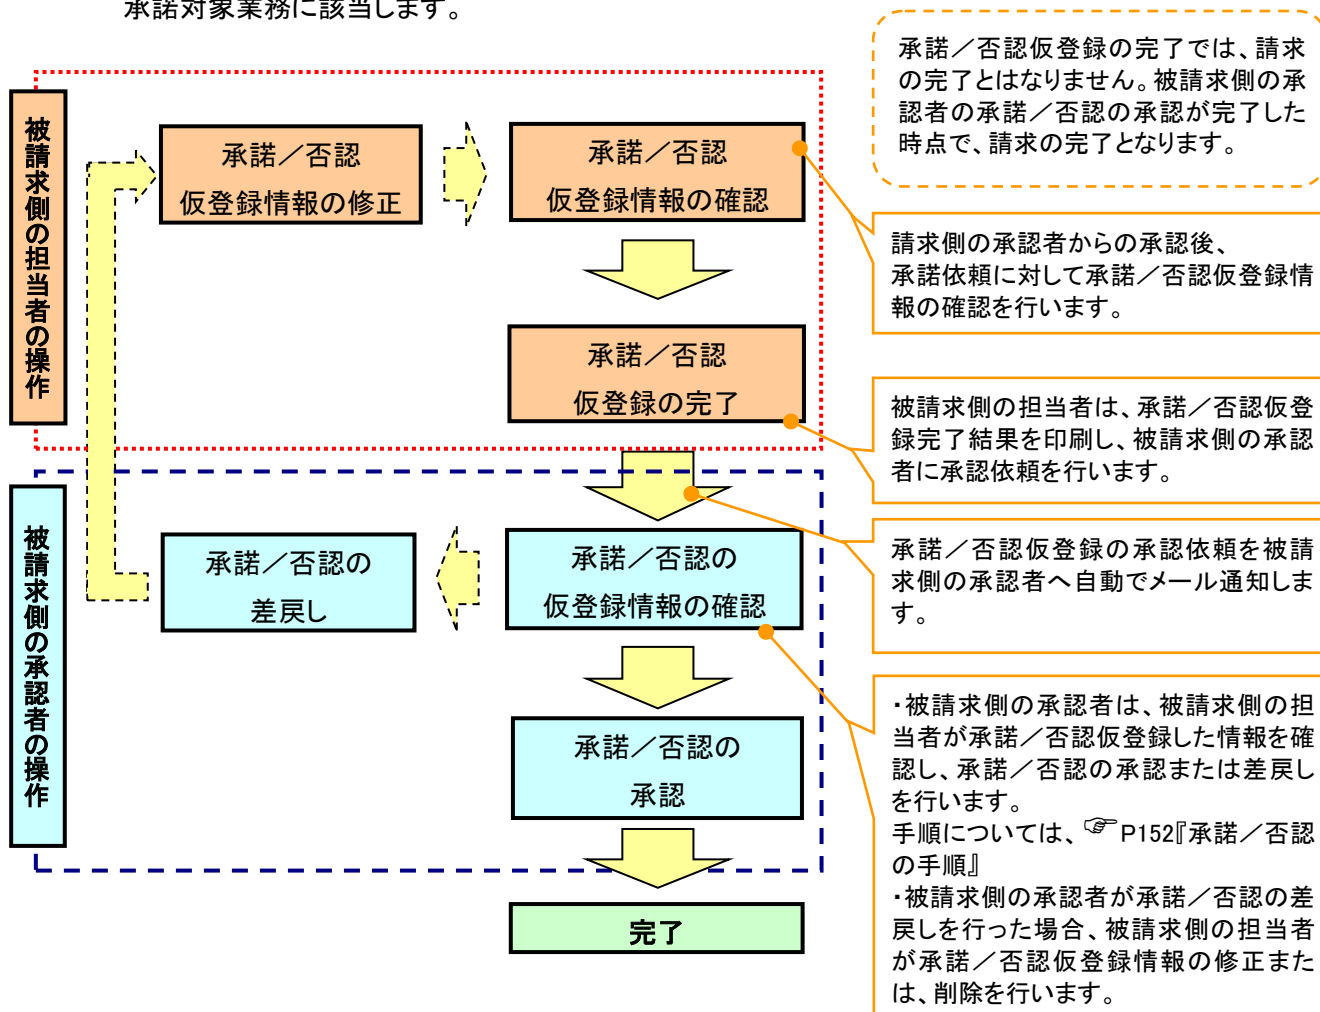 承諾対象業務に該当します。
承諾／否認仮登録の完了では、請求
の完了とはなりません。被請求側の承
認者の承諾／否認の承認が完了した
時点で、請求の完了となります。
被請求側の担当者の操作
承諾／否認
仮登録情報の修正
承諾／否認
仮登録情報の確認
請求側の承認者からの承認後、
承諾依頼に対して承諾／否認仮登録情
報の確認を行います。
承諾／否認
仮登録の完了
被請求側の担当者は、承諾／否認仮登
録完了結果を印刷し、被請求側の承認
者に承認依頼を行います。
被請求側の承認者の操作
承諾／否認の
差戻し
承諾／否認の
仮登録情報の確認
承諾／否認仮登録の承認依頼を被請
求側の承認者へ自動でメール通知しま
す。
承諾／否認の
承認
・被請求側の承認者は、被請求側の担
当者が承諾／否認仮登録した情報を確
認し、承諾／否認の承認または差戻し
を行います。
手順については、☞P152『承諾／否認
の手順』
・被請求側の承認者が承諾／否認の差
戻しを行った場合、被請求側の担当者
が承諾／否認仮登録情報の修正また
は、削除を行います。
完了